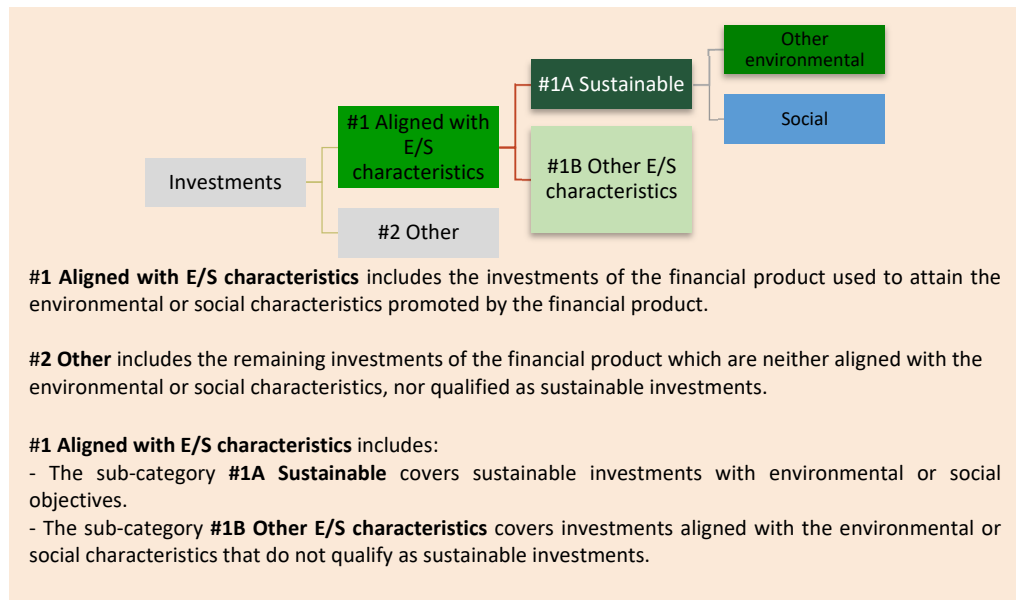 Other
environmental
#1A Sustainable
#1 Aligned with
E/S
characteristics
Social
#1B Other E/S
characteristics
Investments
#2 Other
#1 Aligned with E/S characteristics includes the investments of the financial product used to attain the
environmental or social characteristics promoted by the financial product.
#2 Other includes the remaining investments of the financial product which are neither aligned with the
environmental or social characteristics, nor qualified as sustainable investments.
#1 Aligned with E/S characteristics includes:
- The sub-category #1A Sustainable covers sustainable investments with environmental or social
objectives.
- The sub-category #1B Other E/S characteristics covers investments aligned with the environmental or
social characteristics that do not qualify as sustainable investments.